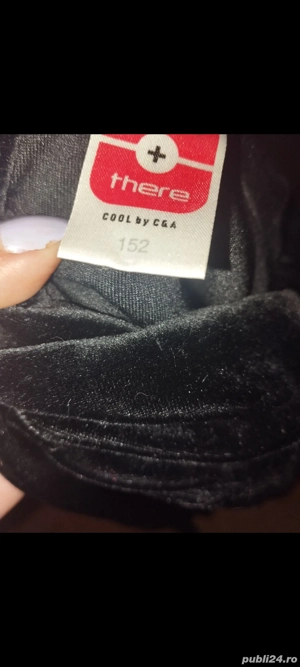 +
there
COOL by C&A
152
publi24.ro